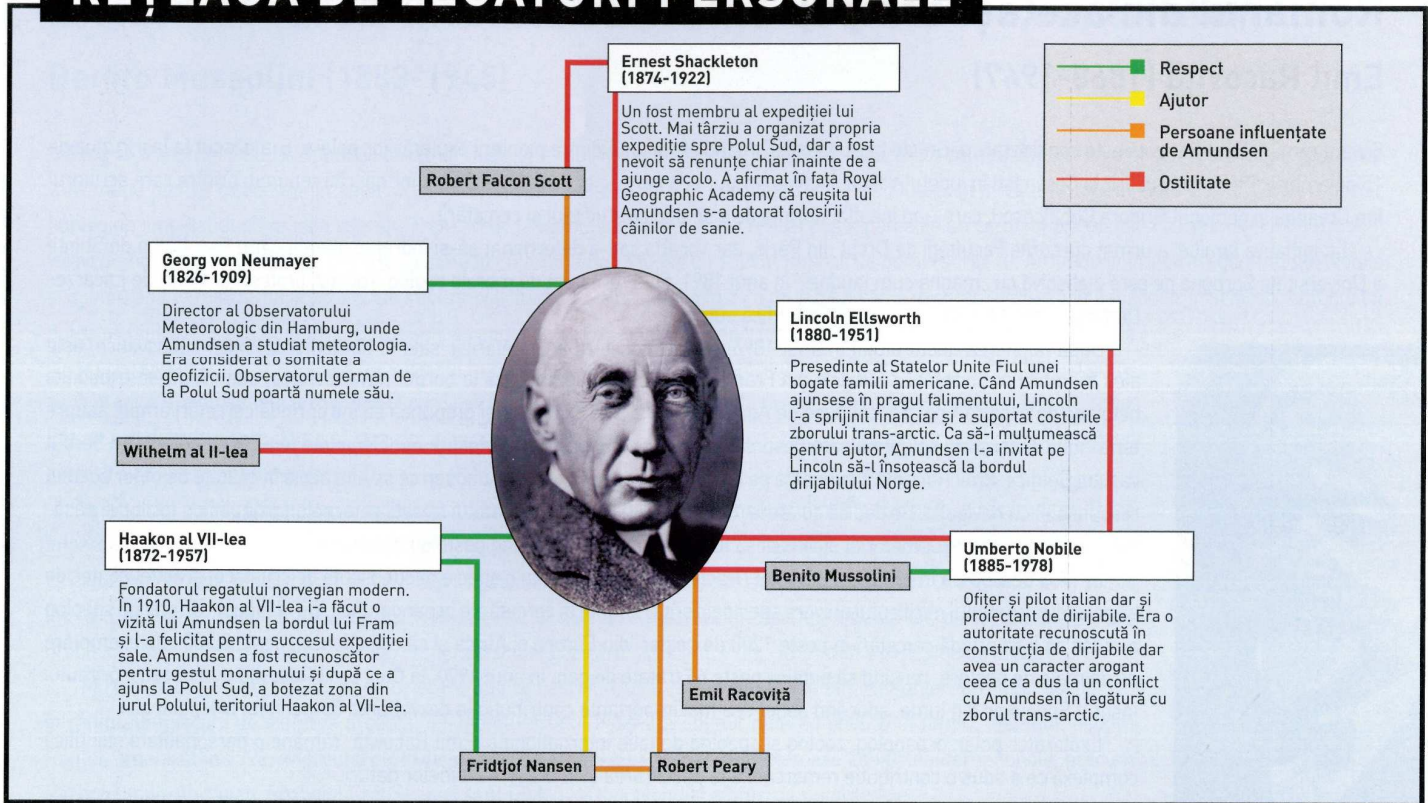 REȚEAUA DE LEGĂTURI PERSONALE
Ernest Shackleton
(1874-1922)
Un fost membru al expediției lui
Scott. Mai târziu a organizat propria
expediție spre Polul Sud, dar a fost
nevoit să renunțe chiar înainte de a
ajunge acolo. A afirmat în fața Royal
Geographic Academy că reușita lui
Amundsen s-a datorat folosirii
câinilor de sanie.
Respect
Ajutor
Persoane influențate
de Amundsen
Ostilitate
Robert Falcon Scott
Georg von Neumayer
(1826-1909)
Director al Observatorului
Meteorologic din Hamburg, unde
Amundsen a studiat meteorologia.
Era considerat o somitate a
geofizicii. Observatorul german de
la Polul Sud poartă numele său.
Lincoln Ellsworth
(1880-1951)
Președinte al Statelor Unite Fiul unei
bogate familii americane. Când Amundsen
ajunsese în pragul falimentului, Lincoln
l-a sprijinit financiar și a suportat costurile
zborului trans-arctic. Ca să-i mulțumească
pentru ajutor, Amundsen l-a invitat pe
Lincoln să-l însoțească la bordul
dirijabilului Norge.
Wilhelm al II-lea
Haakon al VII-lea
(1872-1957)
Fondatorul regatului norvegian modern.
În 1910, Haakon al VII-lea i-a făcut o
vizită lui Amundsen la bordul lui Fram
și l-a felicitat pentru succesul expediției
sale. Amundsen a fost recunoscător
pentru gestul monarhului și după ce a
ajuns la Polul Sud, a botezat zona din
jurul Polului, teritoriul Haakon al VII-lea.
Umberto Nobile
(1885-1978)
Benito Mussolini
Ofițer și pilot italian dar și
proiectant de dirijabile. Era o
autoritate recunoscută în
construcția de dirijabile dar
avea un caracter arogant
ceea ce a dus la un conflict
cu Amundsen în legătură cu
zborul trans-arctic.
Emil Racoviță
Fridtjof Nansen
Robert Peary